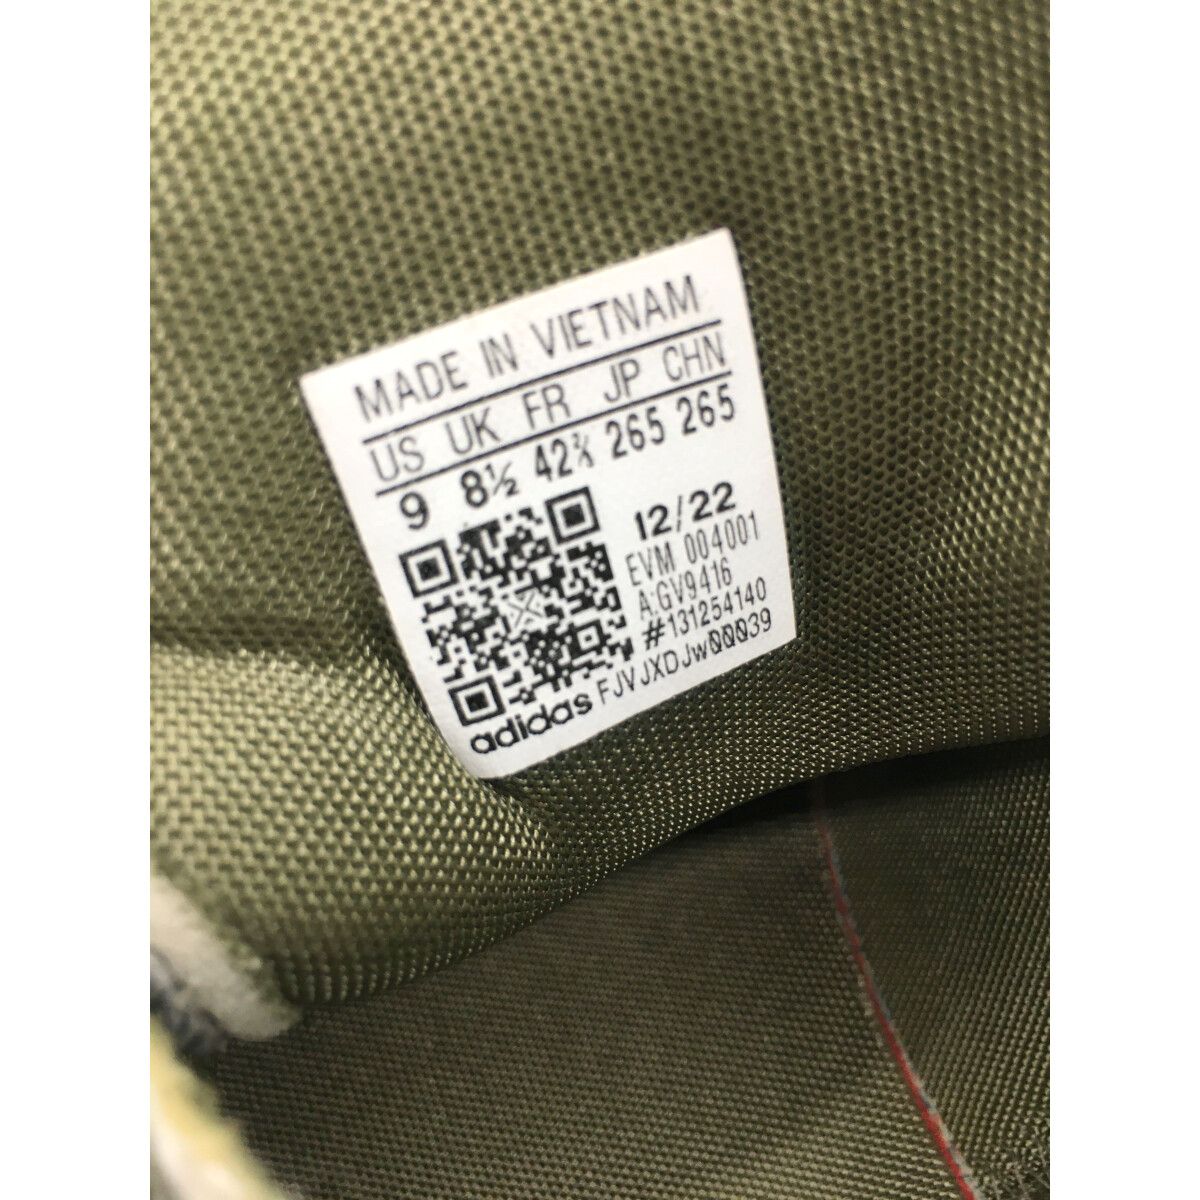 MADE IN VIETNAM
US UK FR JP CHN
9 8½ 42⅔ 265 265
12/22
EVM 004001
A:GV9416
#131254140
adidas FJVJXDJw00039